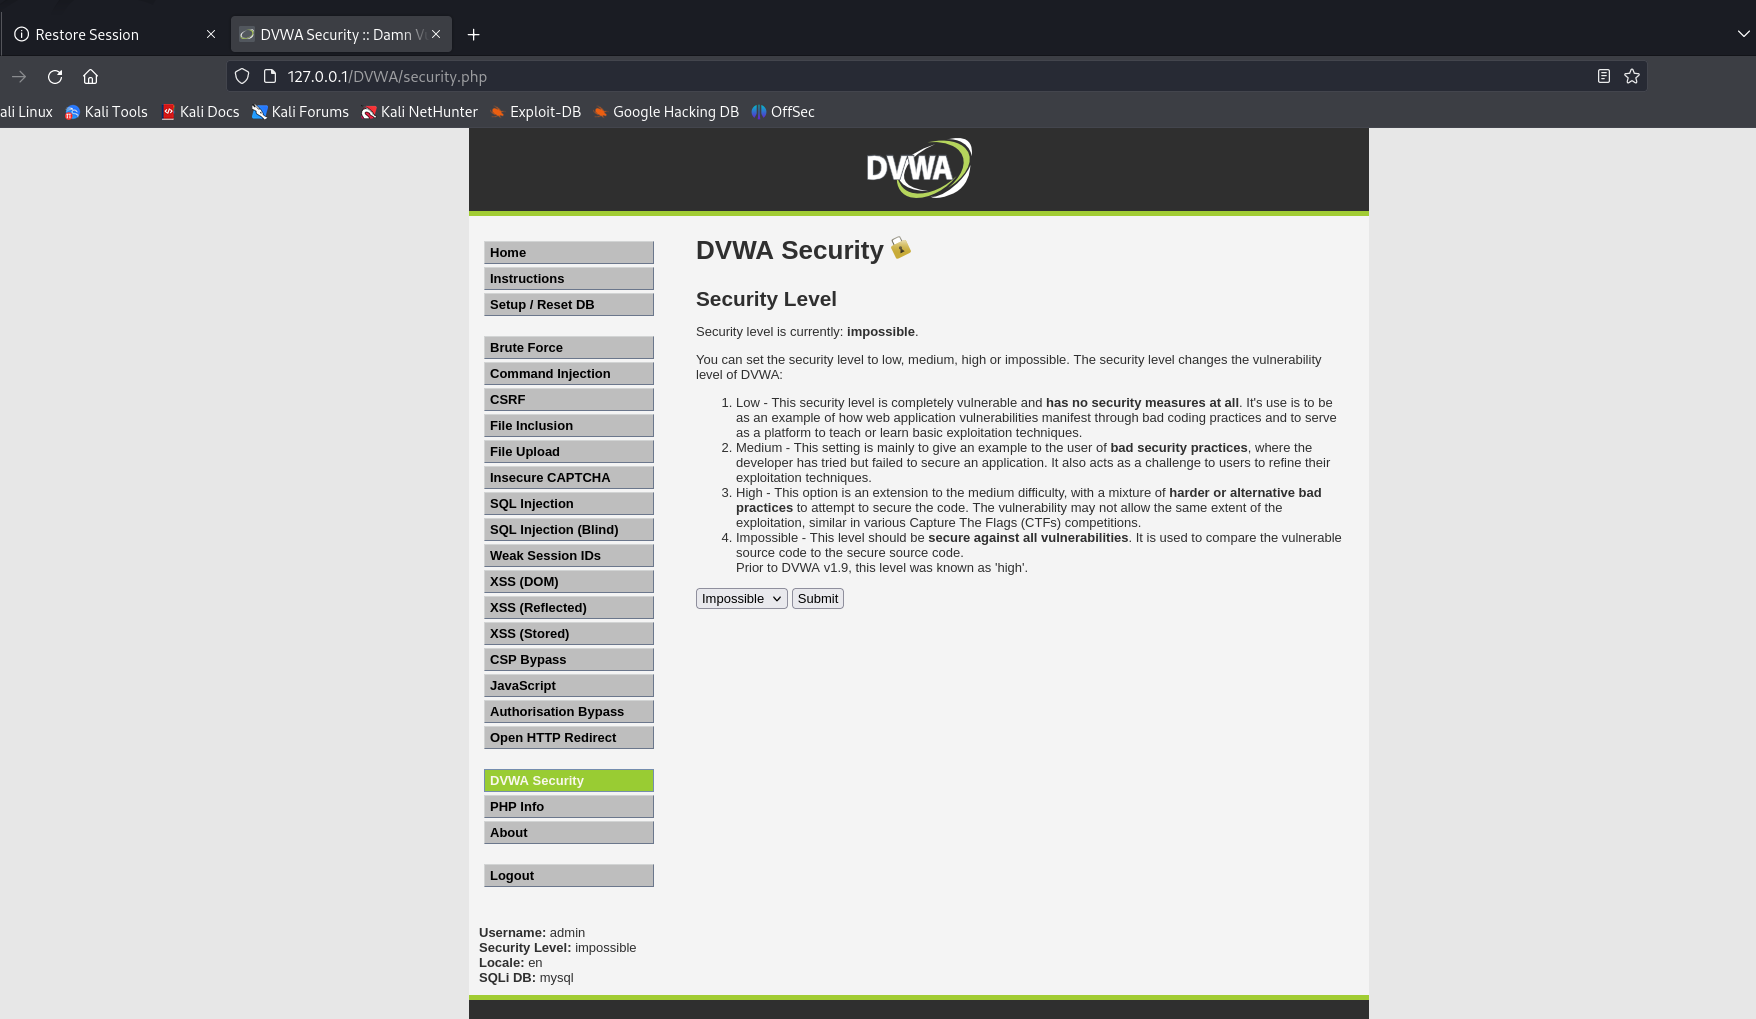 Restore Session
DVWA Security :: Damn V
127.0.0.1/DVWA/security.php
ali Linux
Kali Tools
Kali Docs
Kali Forums
Kali NetHunter
Exploit-DB
Google Hacking DB
OffSec
DVWA
Home
Instructions
Setup / Reset DB
Brute Force
Command Injection
CSRF
File Inclusion
File Upload
Insecure CAPTCHA
SQL Injection
SQL Injection (Blind)
Weak Session IDs
XSS (DOM)
XSS (Reflected)
XSS (Stored)
CSP Bypass
JavaScript
Authorisation Bypass
Open HTTP Redirect
DVWA Security
PHP Info
About
Logout
Username: admin
Security Level: impossible
Locale: en
SQLi DB: mysql
DVWA Security
Security Level
Security level is currently: impossible.
You can set the security level to low, medium, high or impossible. The security level changes the vulnerability
level of DVWA:
1. Low - This security level is completely vulnerable and has no security measures at all. It's use is to be
as an example of how web application vulnerabilities manifest through bad coding practices and to serve
as a platform to teach or learn basic exploitation techniques.
2. Medium - This setting is mainly to give an example to the user of bad security practices, where the
developer has tried but failed to secure an application. It also acts as a challenge to users to refine their
exploitation techniques.
3. High - This option is an extension to the medium difficulty, with a mixture of harder or alternative bad
practices to attempt to secure the code. The vulnerability may not allow the same extent of the
exploitation, similar in various Capture The Flags (CTFs) competitions.
4. Impossible - This level should be secure against all vulnerabilities. It is used to compare the vulnerable
source code to the secure source code.
Prior to DVWA v1.9, this level was known as 'high'.
Impossible
Submit